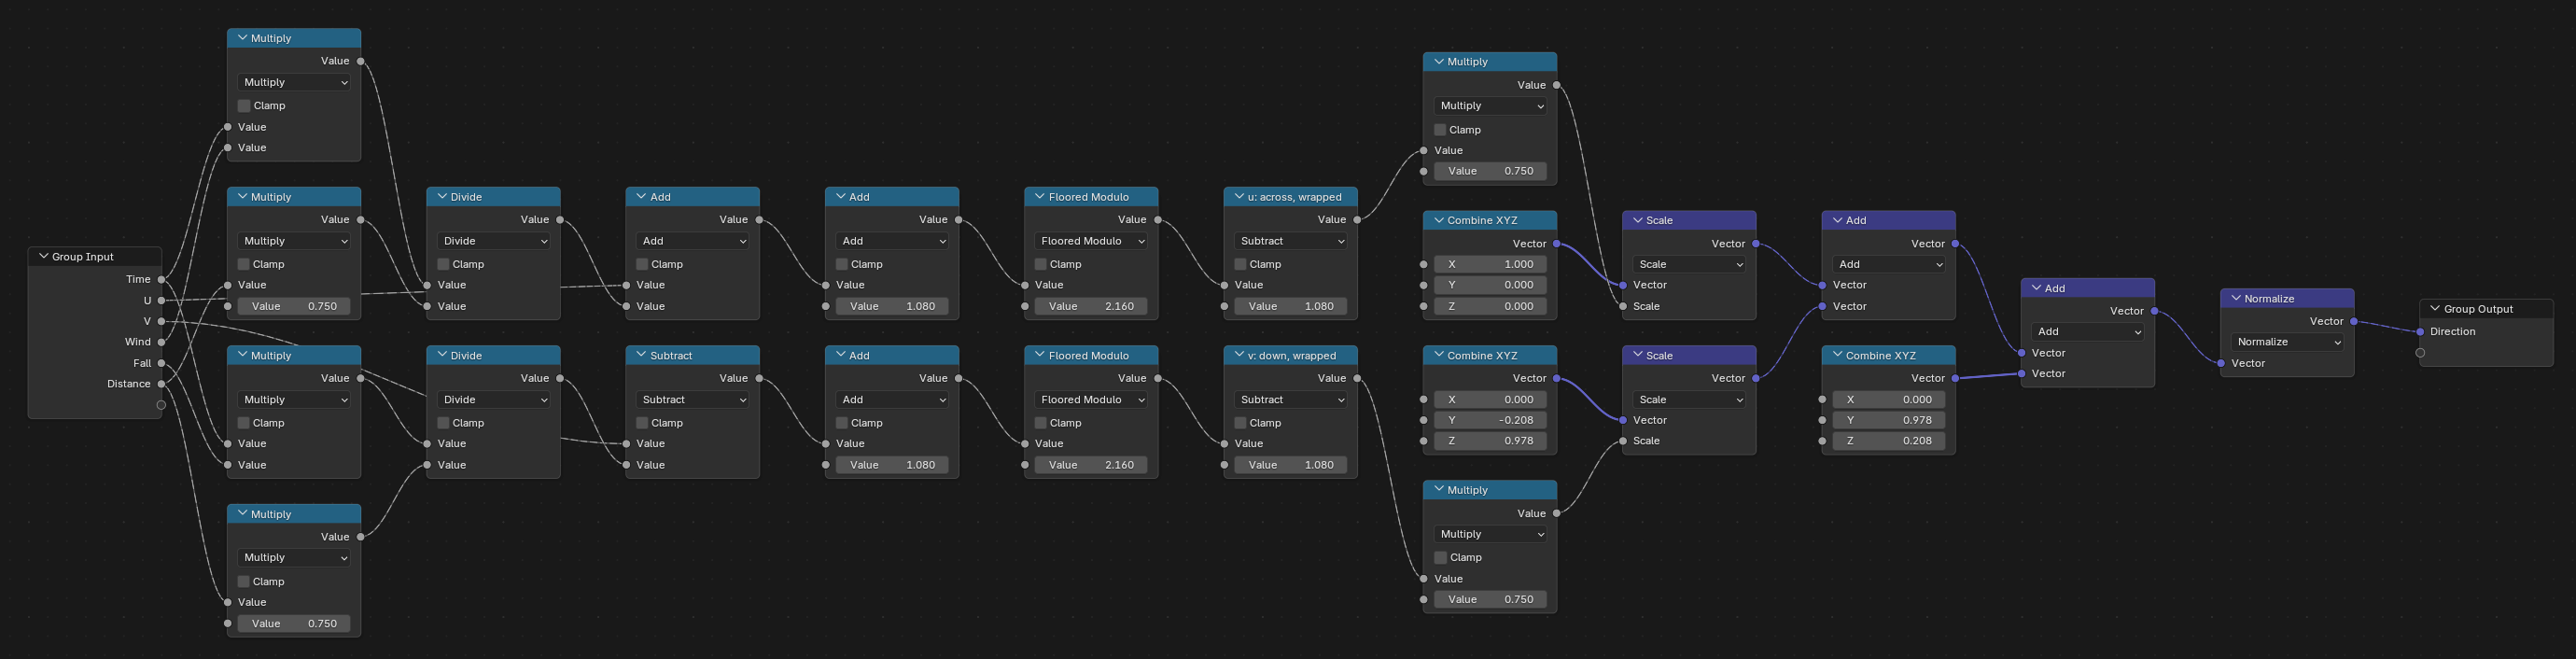 Group Input
Time
U
V
Wind
Fall
Distance
Multiply
Value
Multiply
Clamp
Value
Value
Multiply
Value
Multiply
Clamp
Value
Value 0.750
Multiply
Value
Multiply
Clamp
Value
Value
Multiply
Value
Multiply
Clamp
Value
Value 0.750
Divide
Value
Divide
Clamp
Value
Value
Divide
Value
Divide
Clamp
Value
Value
Add
Value
Add
Clamp
Value
Value
Subtract
Value
Subtract
Clamp
Value
Value
Add
Value
Add
Clamp
Value
Value 1.080
Add
Value
Add
Clamp
Value
Value 1.080
Floored Modulo
Value
Floored Modulo
Clamp
Value
Value 2.160
Floored Modulo
Value
Floored Modulo
Clamp
Value
Value 2.160
u: across, wrapped
Value
Subtract
Clamp
Value
Value 1.080
v: down, wrapped
Value
Subtract
Clamp
Value
Value 1.080
Multiply
Value
Multiply
Clamp
Value
Value 0.750
Combine XYZ
Vector
X 1.000
Y 0.000
Z 0.000
Combine XYZ
Vector
X 0.000
Y -0.208
Z 0.978
Multiply
Value
Multiply
Clamp
Value
Value 0.750
Scale
Vector
Scale
Vector
Scale
Scale
Vector
Scale
Vector
Scale
Add
Vector
Add
Vector
Vector
Combine XYZ
Vector
X 0.000
Y 0.978
Z 0.208
Add
Vector
Add
Vector
Vector
Normalize
Vector
Normalize
Vector
Group Output
Direction